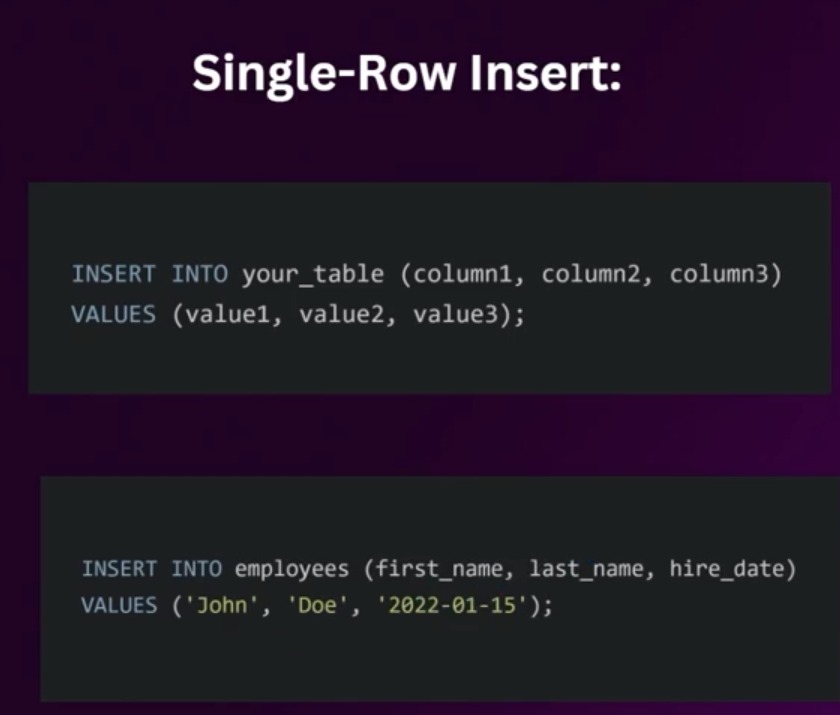 Single-Row Insert:
INSERT INTO your_table (column1, column2, column3)
VALUES (value1, value2, value3);
INSERT INTO employees (first_name, last_name, hire_date)
VALUES ('John', 'Doe', '2022-01-15');